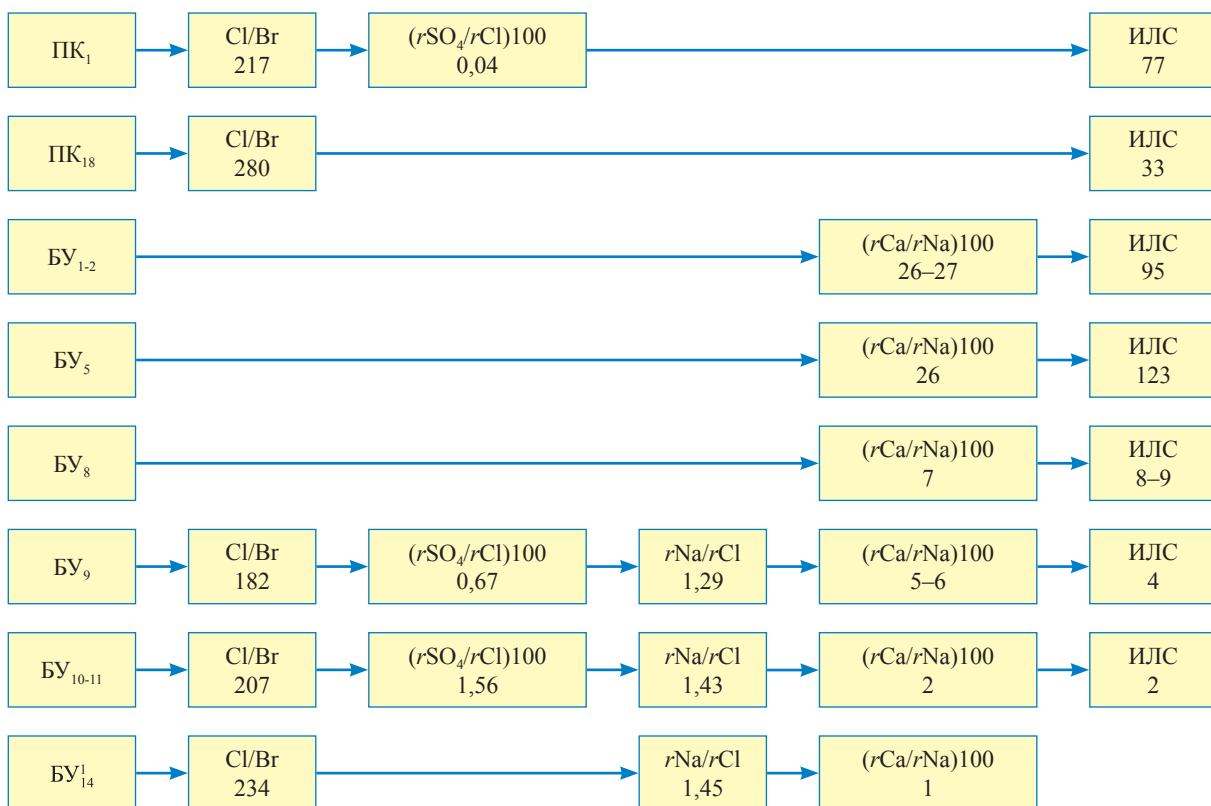 ПК₁ Cl/Br (rSO₄/rCl)100 ИЛС
217 0,04 77
ПК₁₈ Cl/Br ИЛС
280 33
БУ₁₋₂ (rCa/rNa)100 ИЛС
26–27 95
БУ₅ (rCa/rNa)100 ИЛС
26 123
БУ₈ (rCa/rNa)100 ИЛС
7 8–9
БУ₉ Cl/Br (rSO₄/rCl)100 rNa/rCl (rCa/rNa)100 ИЛС
182 0,67 1,29 5–6 4
БУ₁₀₋₁₁ Cl/Br (rSO₄/rCl)100 rNa/rCl (rCa/rNa)100 ИЛС
207 1,56 1,43 2 2
БУ¹₁₄ Cl/Br rNa/rCl (rCa/rNa)100
234 1,45 1